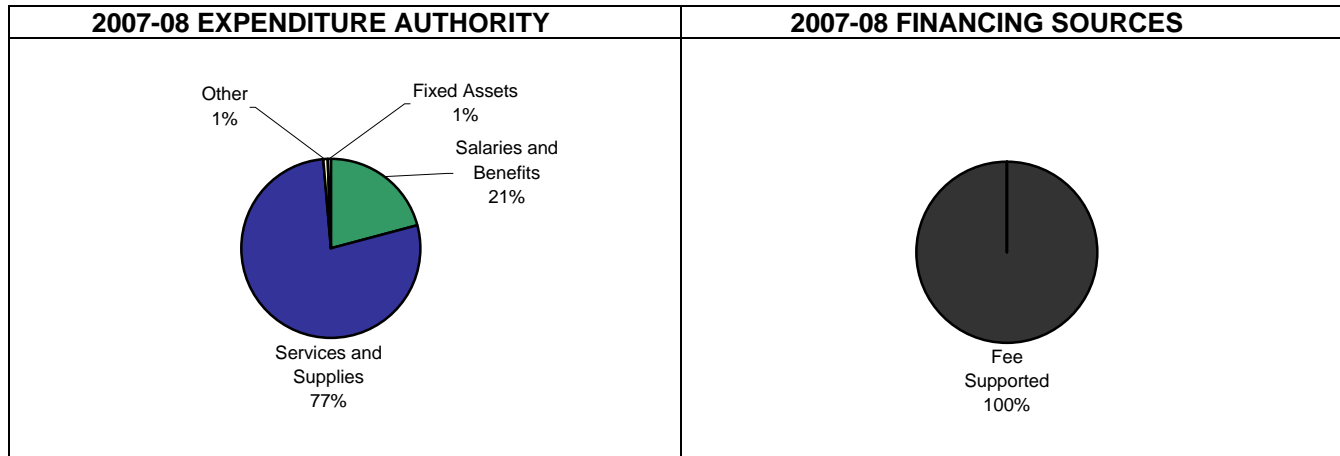 2007-08 EXPENDITURE AUTHORITY
Other
1%
Fixed Assets
1%
Salaries and
Benefits
21%
Services and
Supplies
77%
2007-08 FINANCING SOURCES
Fee
Supported
100%